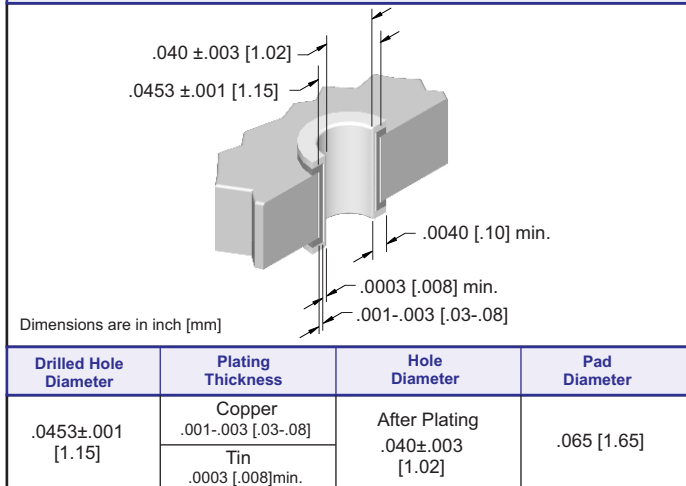 .040 ±.003 [1.02]
.0453 ±.001 [1.15]
.0040 [.10] min.
.0003 [.008] min.
.001-.003 [.03-.08]
Dimensions are in inch [mm]
Drilled Hole
Diameter
Plating
Thickness
Hole
Diameter
Pad
Diameter
.0453±.001
[1.15]
Copper
.001-.003 [.03-.08]
Tin
.0003 [.008]min.
After Plating
.040±.003
[1.02]
.065 [1.65]